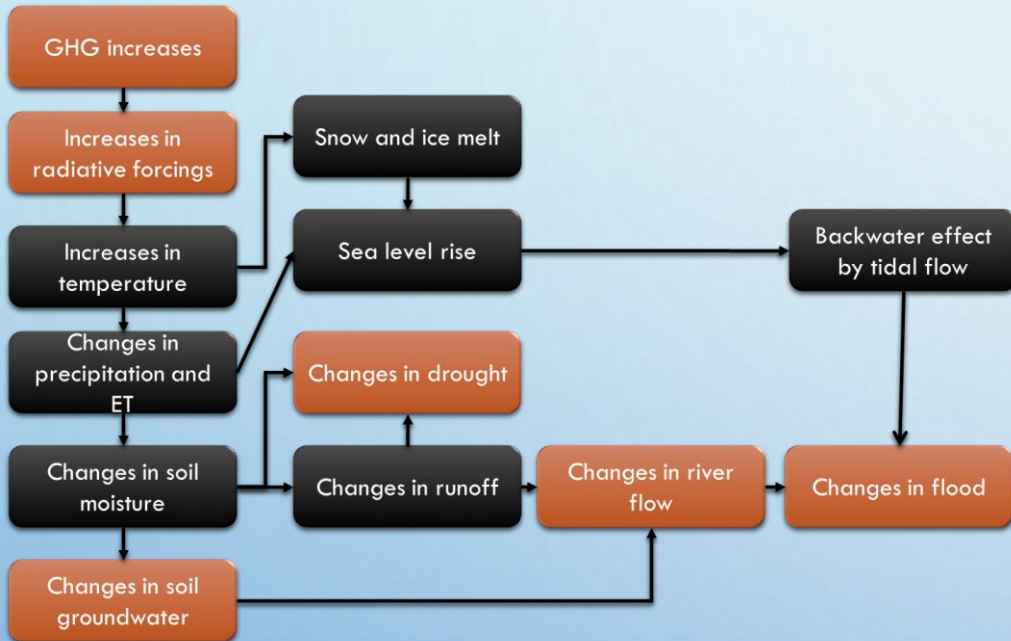 GHG increases
Increases in
radiative forcings
Increases in
temperature
Changes in
precipitation and
ET
Changes in soil
moisture
Changes in soil
groundwater
Snow and ice melt
Sea level rise
Changes in drought
Changes in runoff
Changes in river
flow
Backwater effect
by tidal flow
Changes in flood